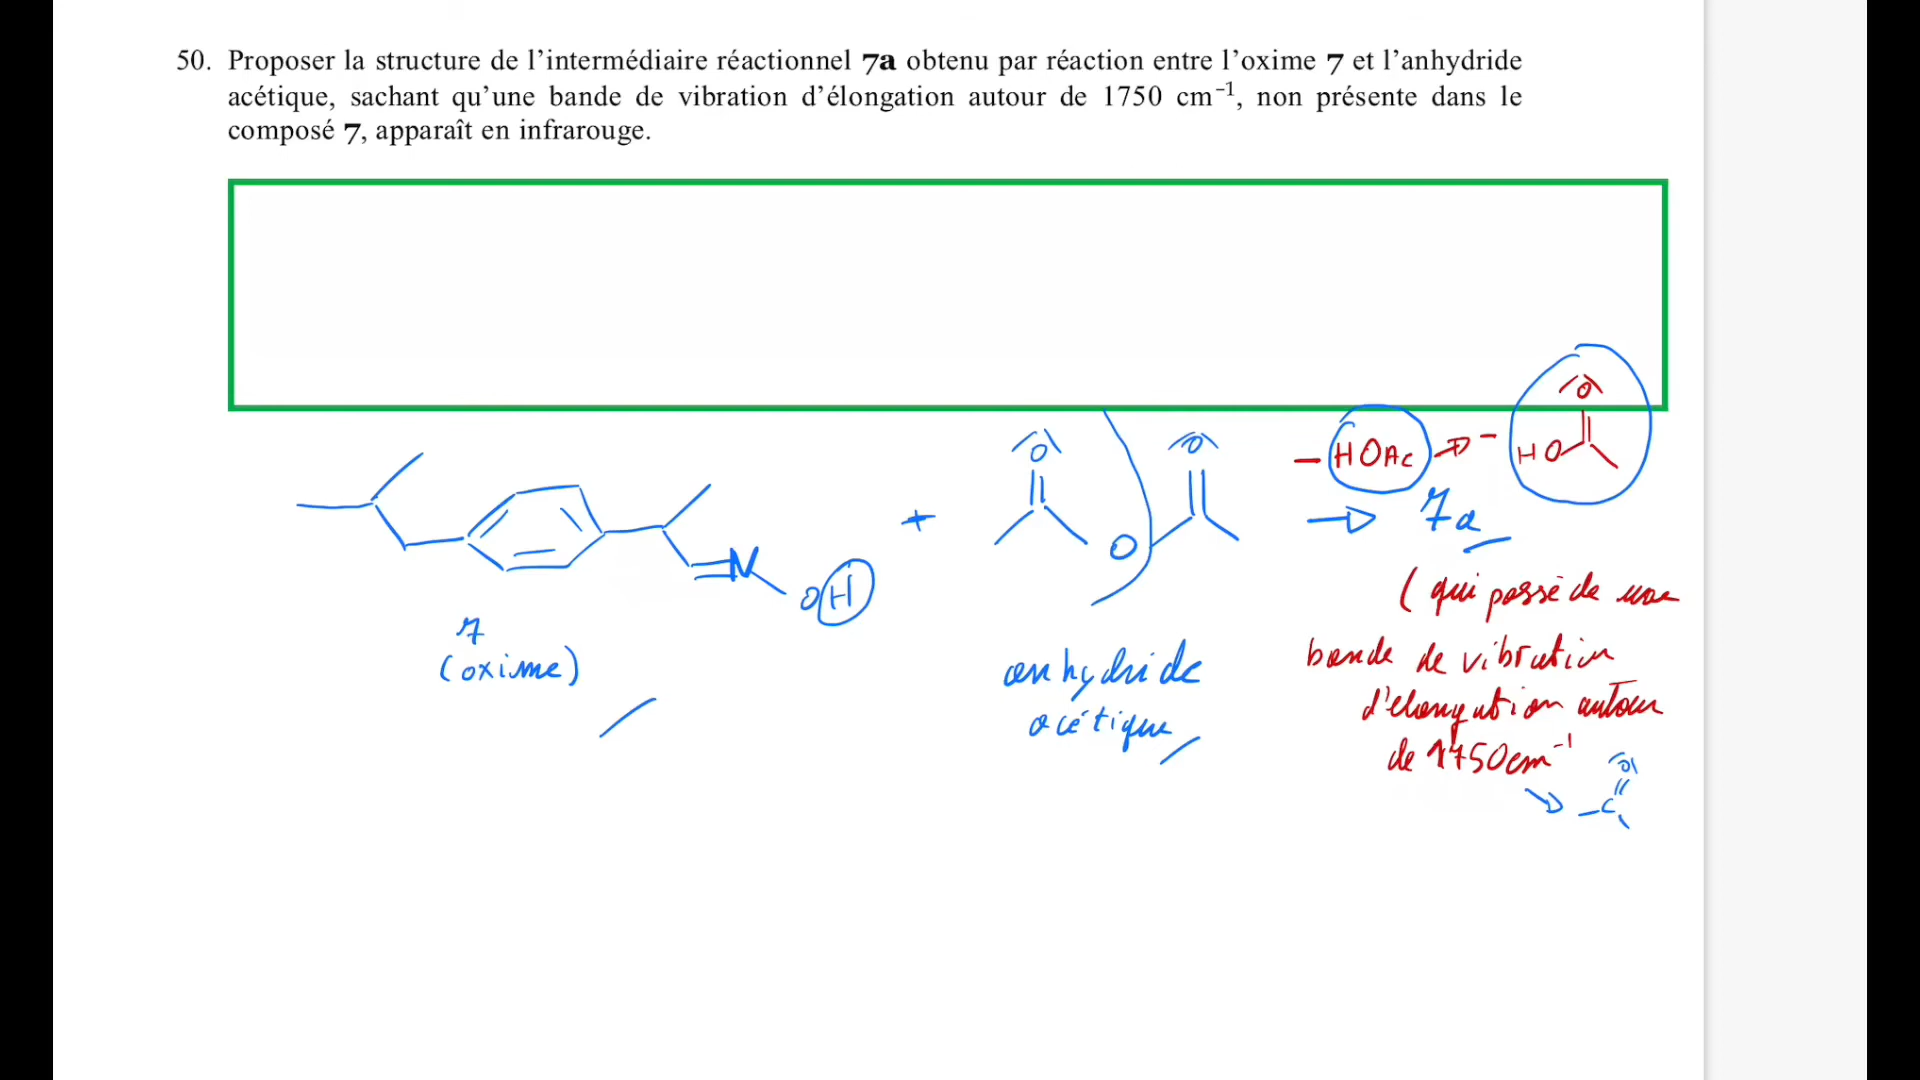 50. Proposer la structure de l’intermédiaire réactionnel 7a obtenu par réaction entre l’oxime 7 et l’anhydride
acétique, sachant qu’une bande de vibration d’élongation autour de 1750 cm⁻¹, non présente dans le
composé 7, apparaît en infrarouge.
O
O
O
- HOAc → -
HO
7a
+
O
N
OH
(qui possède une
7
bande de vibration
(oxime)
anhydride
acétique
d'élongation autour
de 1750cm⁻¹
O
-C